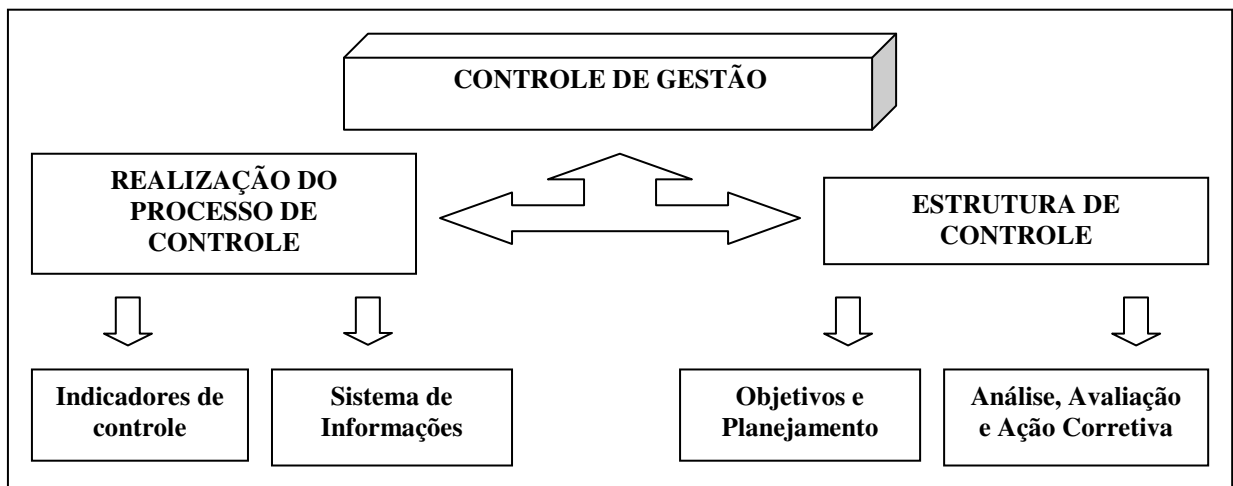 CONTROLE DE GESTÃO
REALIZAÇÃO DO
PROCESSO DE
CONTROLE
ESTRUTURA DE
CONTROLE
Indicadores de
controle
Sistema de
Informações
Objetivos e
Planejamento
Análise, Avaliação
e Ação Corretiva